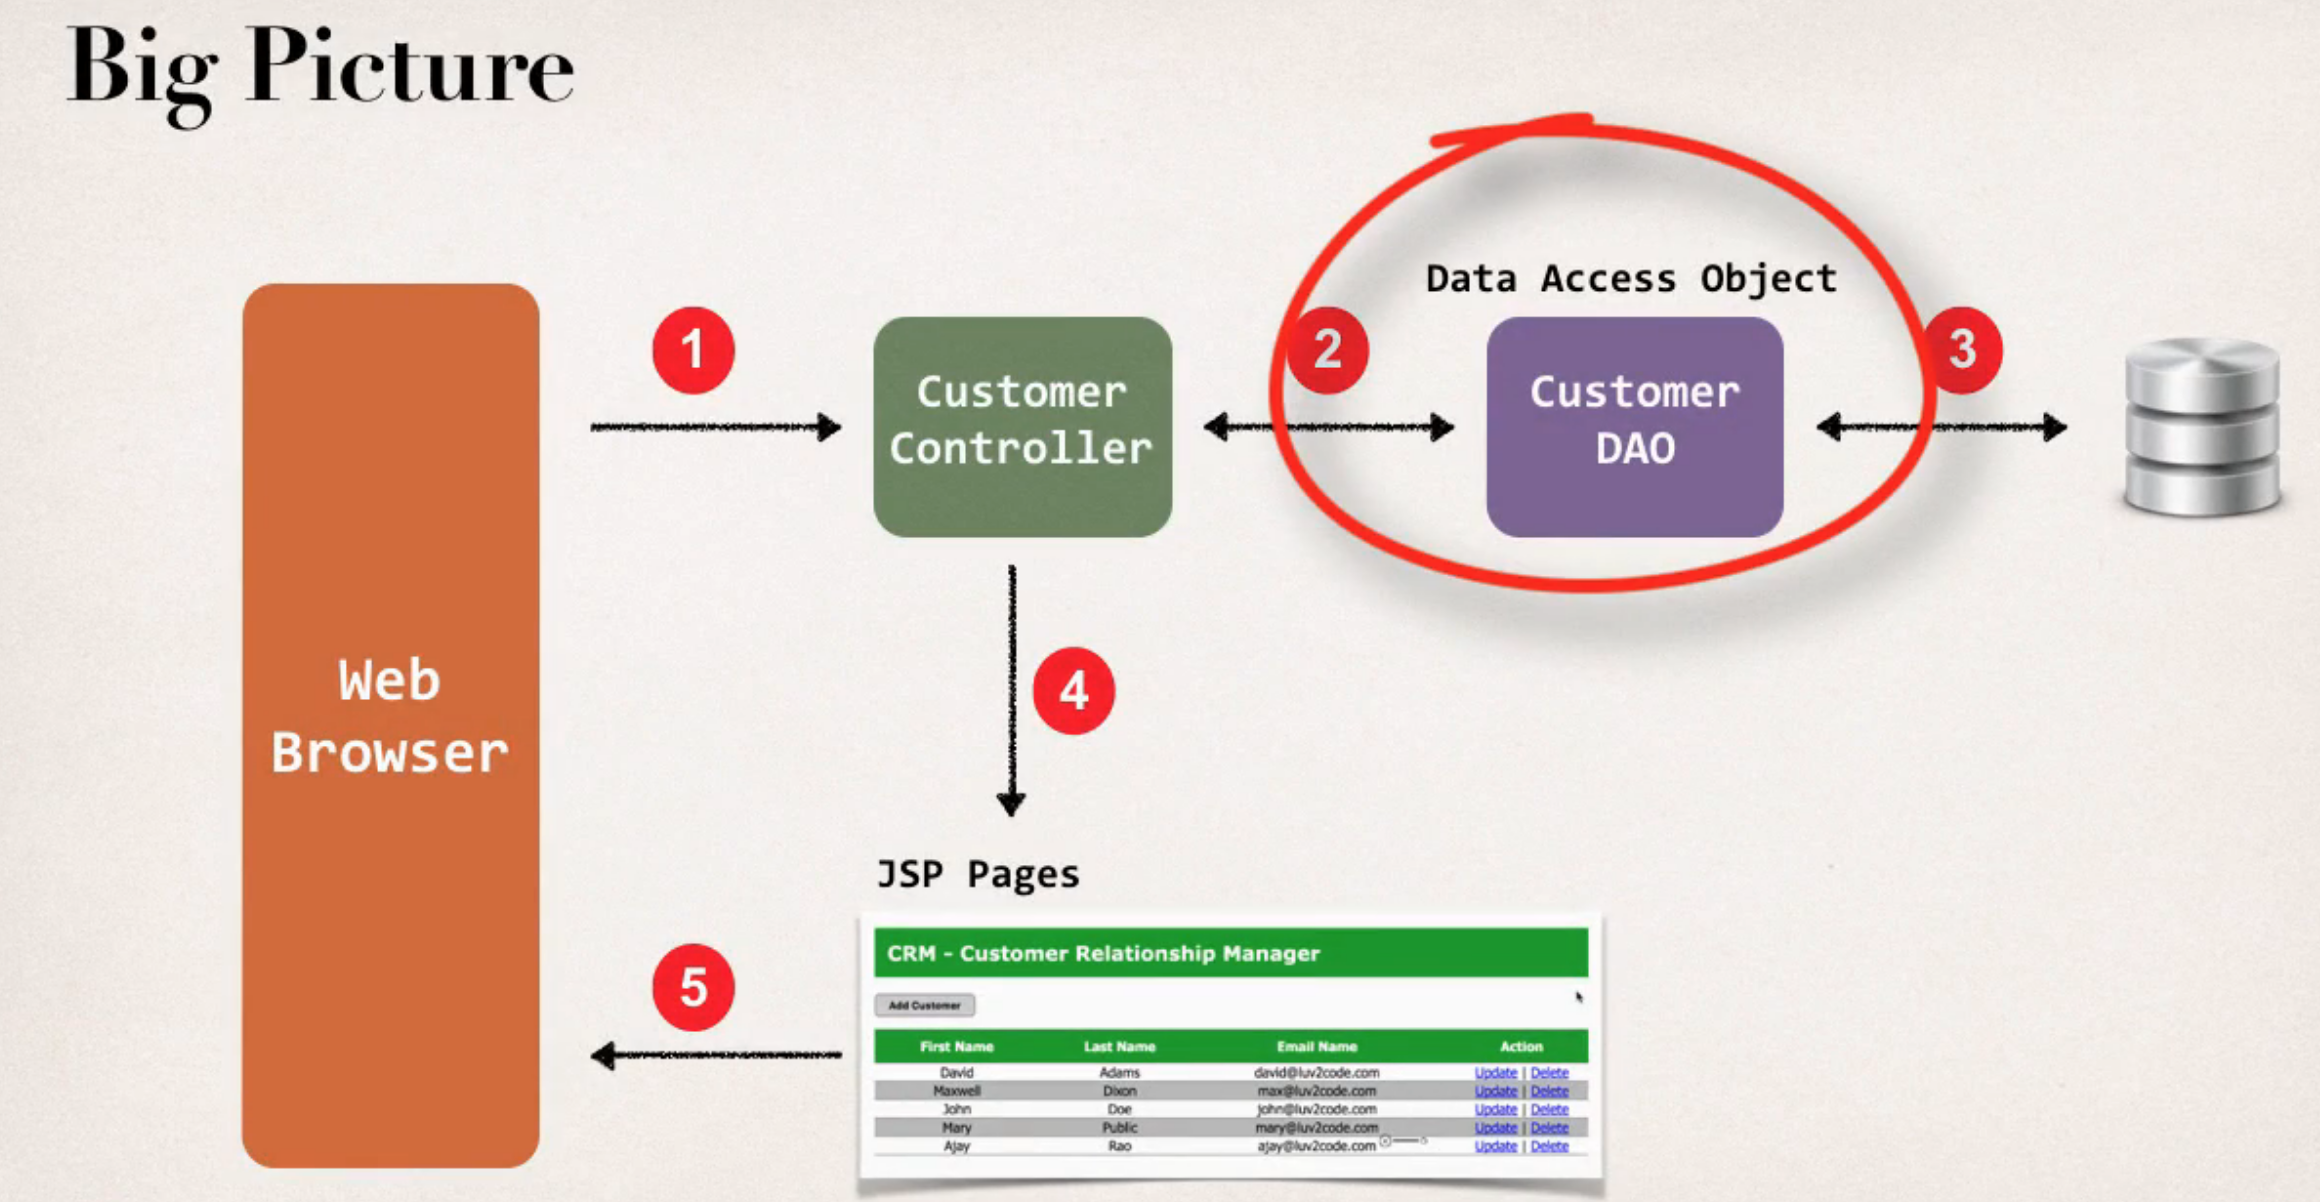 Big Picture
Data Access Object
1
2
3
Customer
Controller
Customer
DAO
Web
Browser
4
JSP Pages
5
CRM - Customer Relationship Manager
Add Customer
First Name Last Name Email Name Action
David Adams david@luv2code.com Update | Delete
Maxwell Dixon max@luv2code.com Update | Delete
John Doe john@luv2code.com Update | Delete
Mary Public mary@luv2code.com Update | Delete
Ajay Rao ajay@luv2code.com Update | Delete